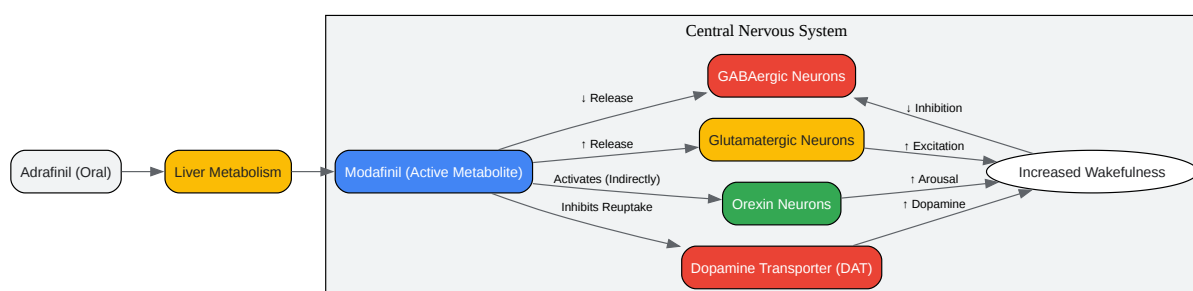 Central Nervous System
GABAergic Neurons
↓ Release
↓ Inhibition
Glutamatergic Neurons
↑ Release
↑ Excitation
Adrafinil (Oral)
Liver Metabolism
Modafinil (Active Metabolite)
Increased Wakefulness
Activates (Indirectly)
↑ Arousal
Orexin Neurons
Inhibits Reuptake
↑ Dopamine
Dopamine Transporter (DAT)